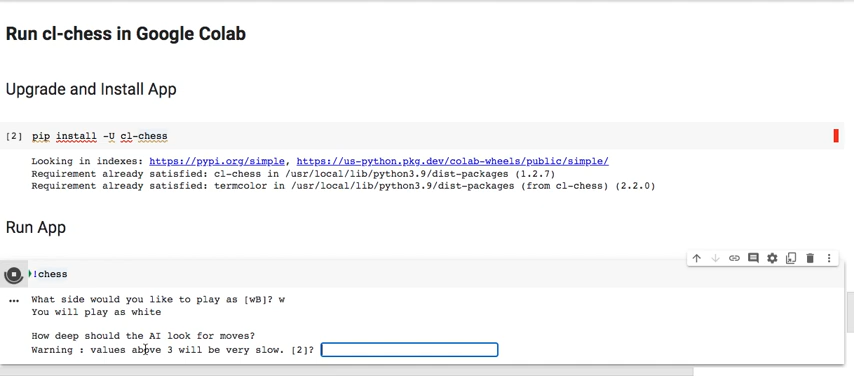 Run cl-chess in Google Colab
Upgrade and Install App
[2] pip install -U cl-chess
Looking in indexes: https://pypi.org/simple, https://us-python.pkg.dev/colab-wheels/public/simple/
Requirement already satisfied: cl-chess in /usr/local/lib/python3.9/dist-packages (1.2.7)
Requirement already satisfied: termcolor in /usr/local/lib/python3.9/dist-packages (from cl-chess) (2.2.0)
Run App
!chess
What side would you like to play as [wB]? w
You will play as white
How deep should the AI look for moves?
Warning : values above 3 will be very slow. [2]?